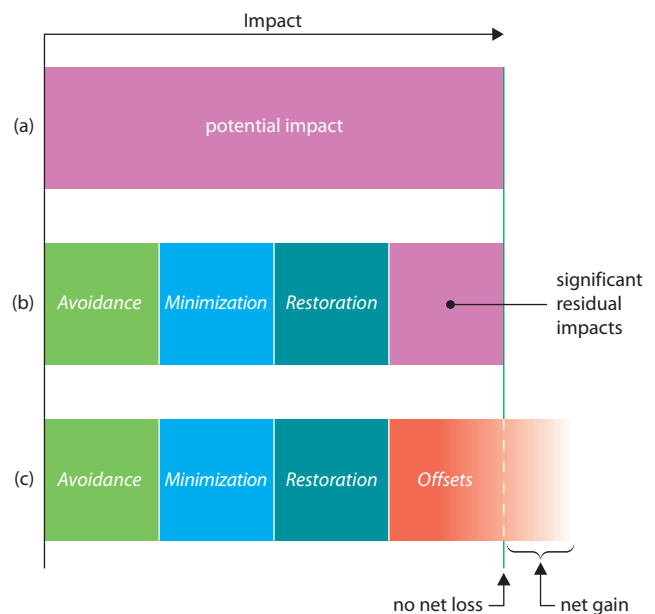 Impact
(a)
potential impact
(b)
Avoidance
Minimization
Restoration
significant
residual
impacts
(c)
Avoidance
Minimization
Restoration
Offsets
no net loss
net gain